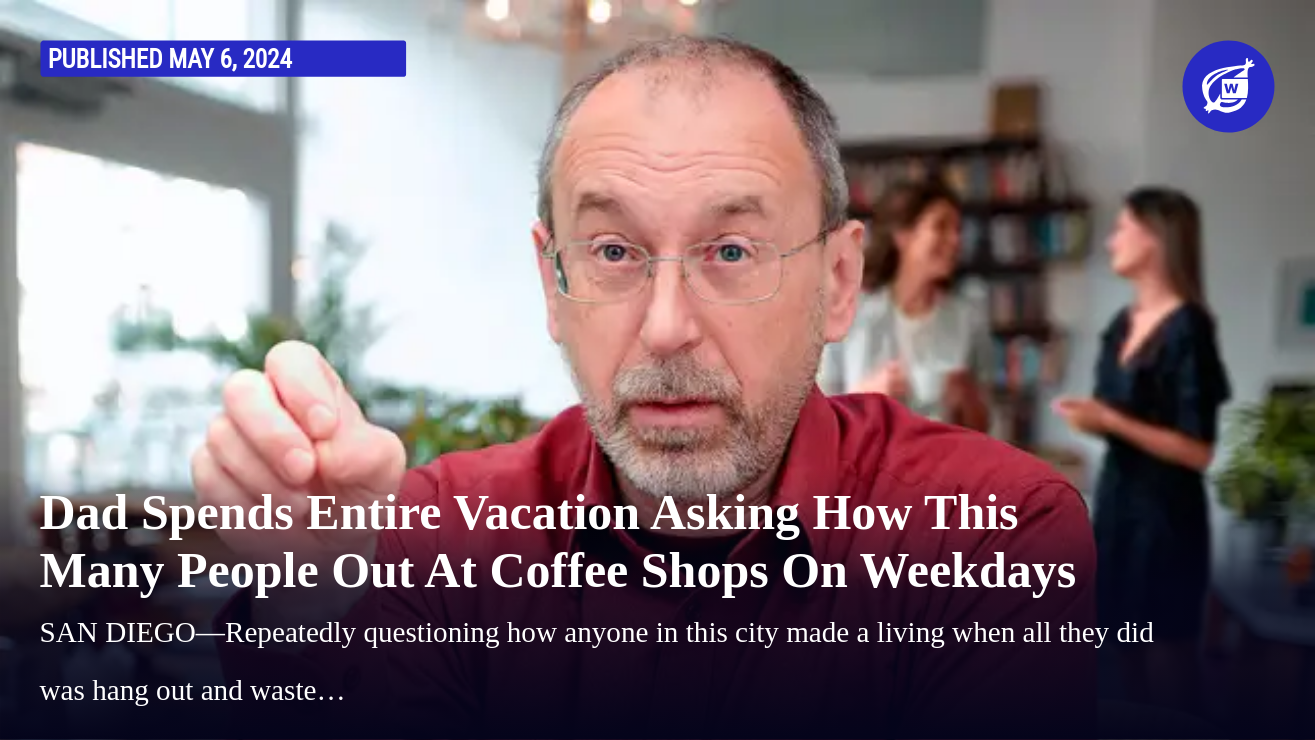 PUBLISHED MAY 6, 2024
W
Dad Spends Entire Vacation Asking How This
Many People Out At Coffee Shops On Weekdays
SAN DIEGO—Repeatedly questioning how anyone in this city made a living when all they did
was hang out and waste…